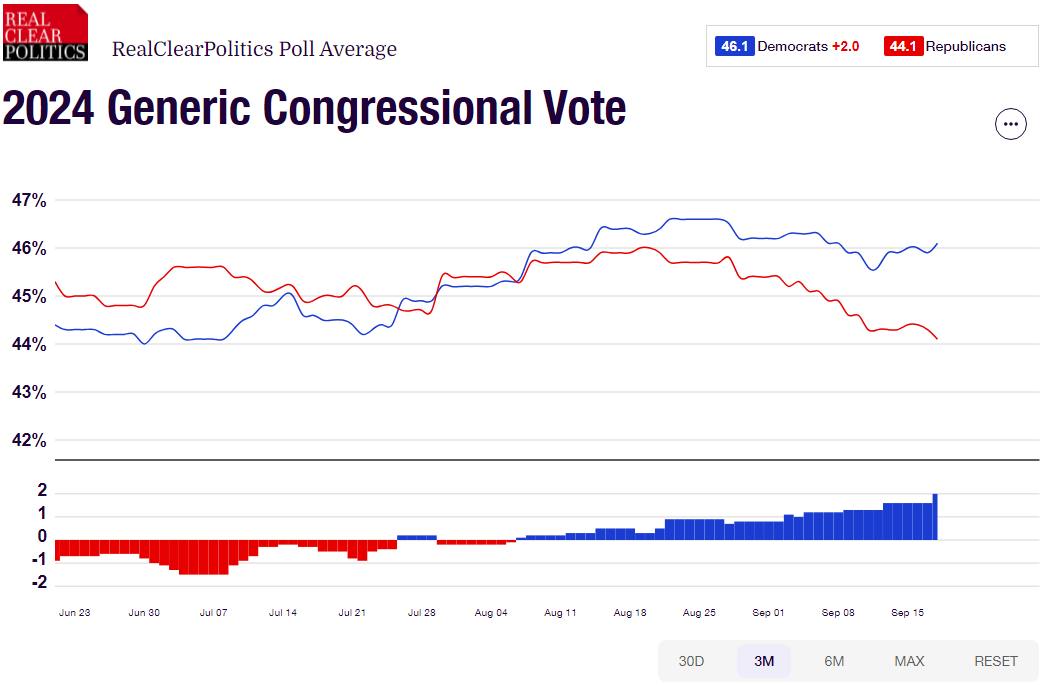 REAL
CLEAR
POLITICS
RealClearPolitics Poll Average
46.1 Democrats +2.0 44.1 Republicans
2024 Generic Congressional Vote
47%
46%
45%
44%
43%
42%
2
1
0
-1
-2
Jun 23 Jun 30 Jul 07 Jul 14 Jul 21 Jul 28 Aug 04 Aug 11 Aug 18 Aug 25 Sep 01 Sep 08 Sep 15
30D 3M 6M MAX RESET